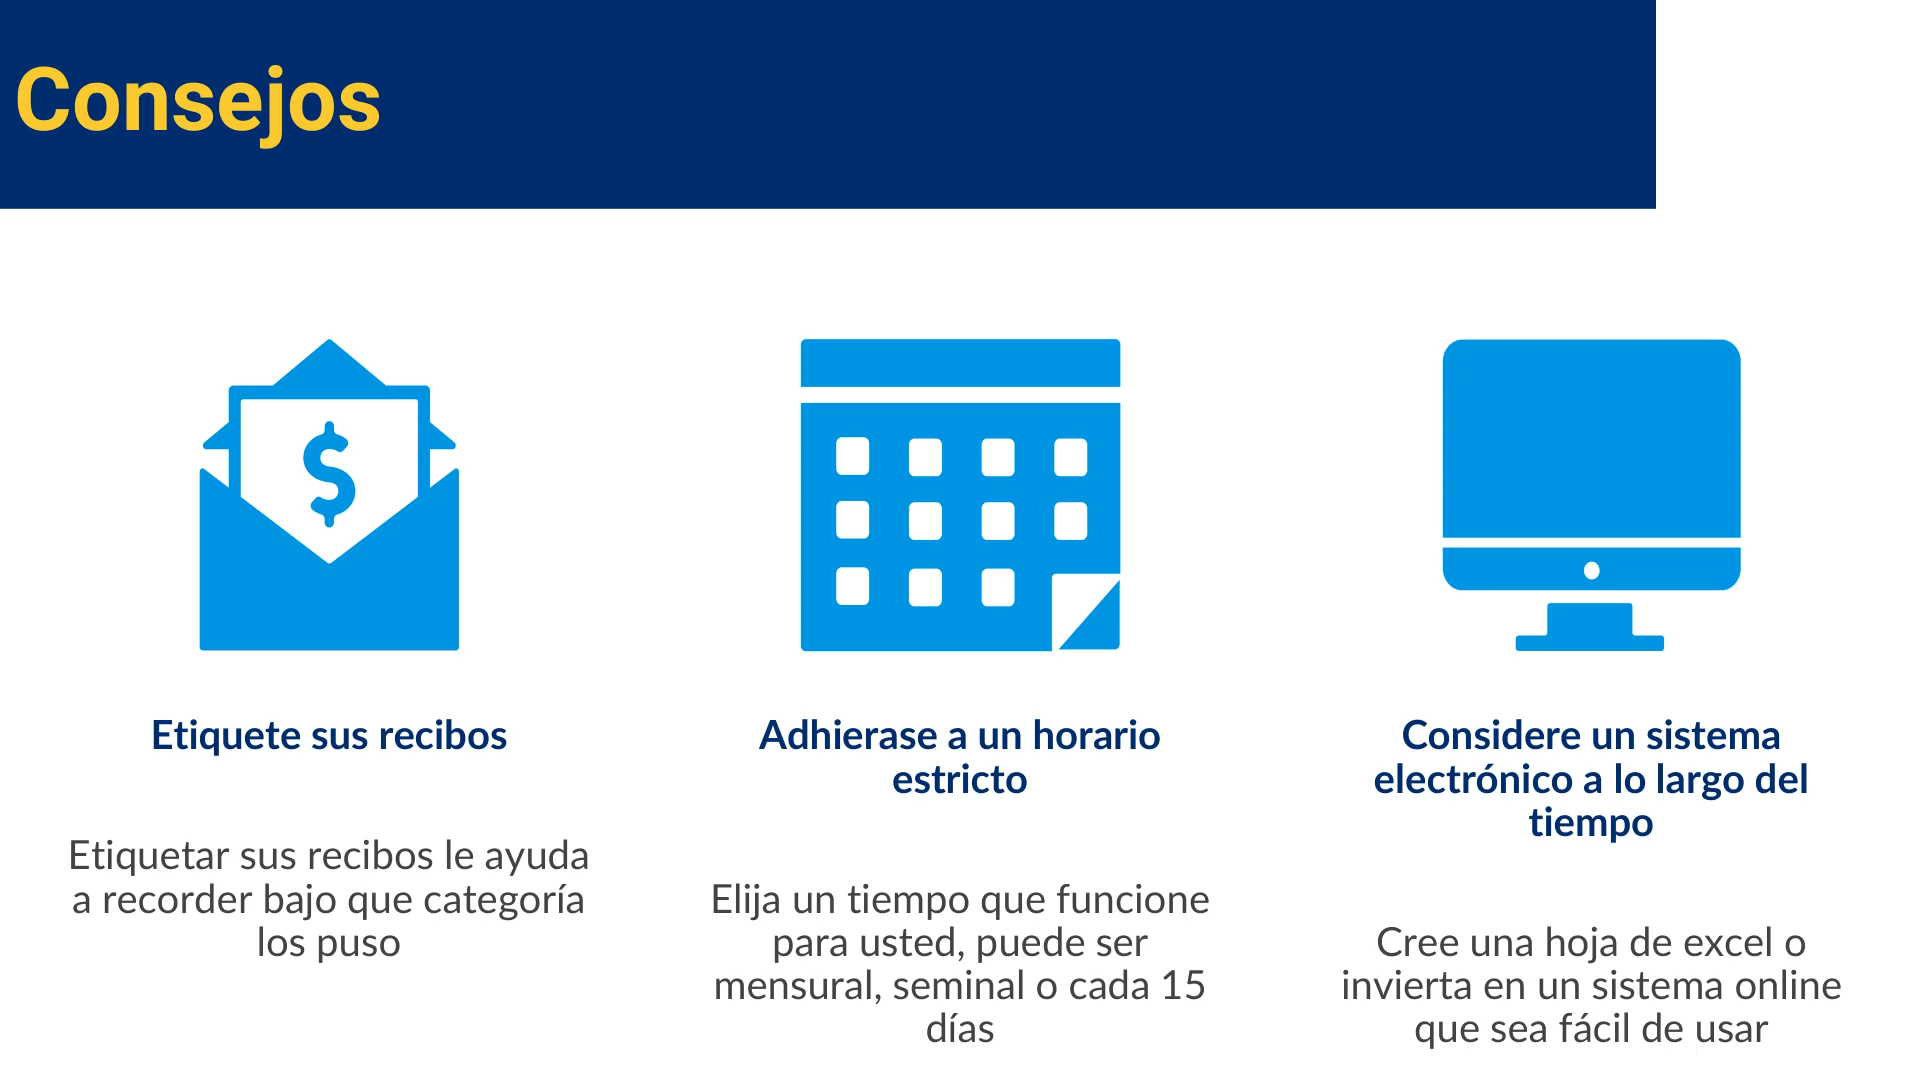 Consejos
$
Etiquete sus recibos
Etiquetar sus recibos le ayuda
a recorder bajo que categoría
los puso
Adhierase a un horario
estricto
Elija un tiempo que funcione
para usted, puede ser
mensural, seminal o cada 15
días
Considere un sistema
electrónico a lo largo del
tiempo
Cree una hoja de excel o
invierta en un sistema online
que sea fácil de usar